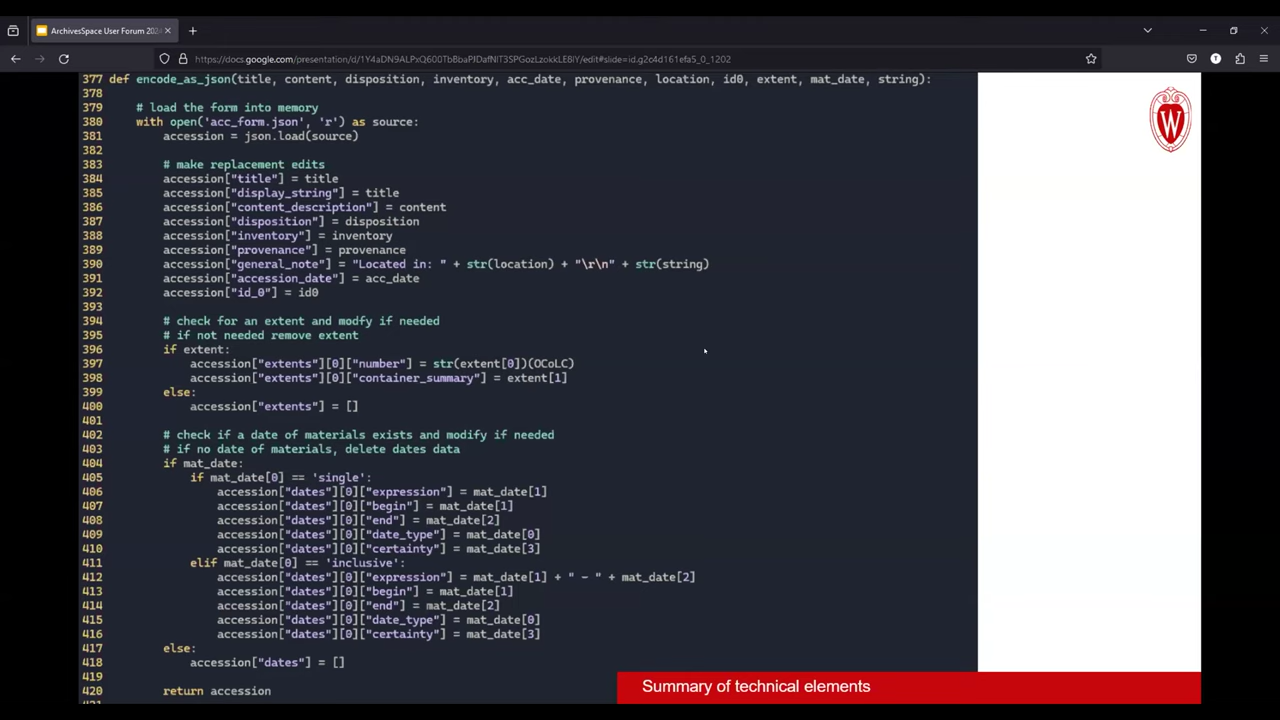 ArchivesSpace User Forum 2024
https://docs.google.com/presentation/d/1Y4aDN9ALPxQ600TbBbaPJDafNlT3SPGozLzokkLE8lY/edit#slide=id.g2c4d161efa5_0_1202
377 def encode_as_json(title, content, disposition, inventory, acc_date, provenance, location, id0, extent, mat_date, string):
378
379 # load the form into memory
380 with open('acc_form.json', 'r') as source:
381 accession = json.load(source)
382
383 # make replacement edits
384 accession["title"] = title
385 accession["display_string"] = title
386 accession["content_description"] = content
387 accession["disposition"] = disposition
388 accession["inventory"] = inventory
389 accession["provenance"] = provenance
390 accession["general_note"] = "Located in: " + str(location) + "\r\n" + str(string)
391 accession["accession_date"] = acc_date
392 accession["id_0"] = id0
393
394 # check for an extent and modfy if needed
395 # if not needed remove extent
396 if extent:
397 accession["extents"][0]["number"] = str(extent[0])(OCoLC)
398 accession["extents"][0]["container_summary"] = extent[1]
399 else:
400 accession["extents"] = []
401
402 # check if a date of materials exists and modify if needed
403 # if no date of materials, delete dates data
404 if mat_date:
405 if mat_date[0] == 'single':
406 accession["dates"][0]["expression"] = mat_date[1]
407 accession["dates"][0]["begin"] = mat_date[1]
408 accession["dates"][0]["end"] = mat_date[2]
409 accession["dates"][0]["date_type"] = mat_date[0]
410 accession["dates"][0]["certainty"] = mat_date[3]
411 elif mat_date[0] == 'inclusive':
412 accession["dates"][0]["expression"] = mat_date[1] + " - " + mat_date[2]
413 accession["dates"][0]["begin"] = mat_date[1]
414 accession["dates"][0]["end"] = mat_date[2]
415 accession["dates"][0]["date_type"] = mat_date[0]
416 accession["dates"][0]["certainty"] = mat_date[3]
417 else:
418 accession["dates"] = []
419
420 return accession
W
Summary of technical elements